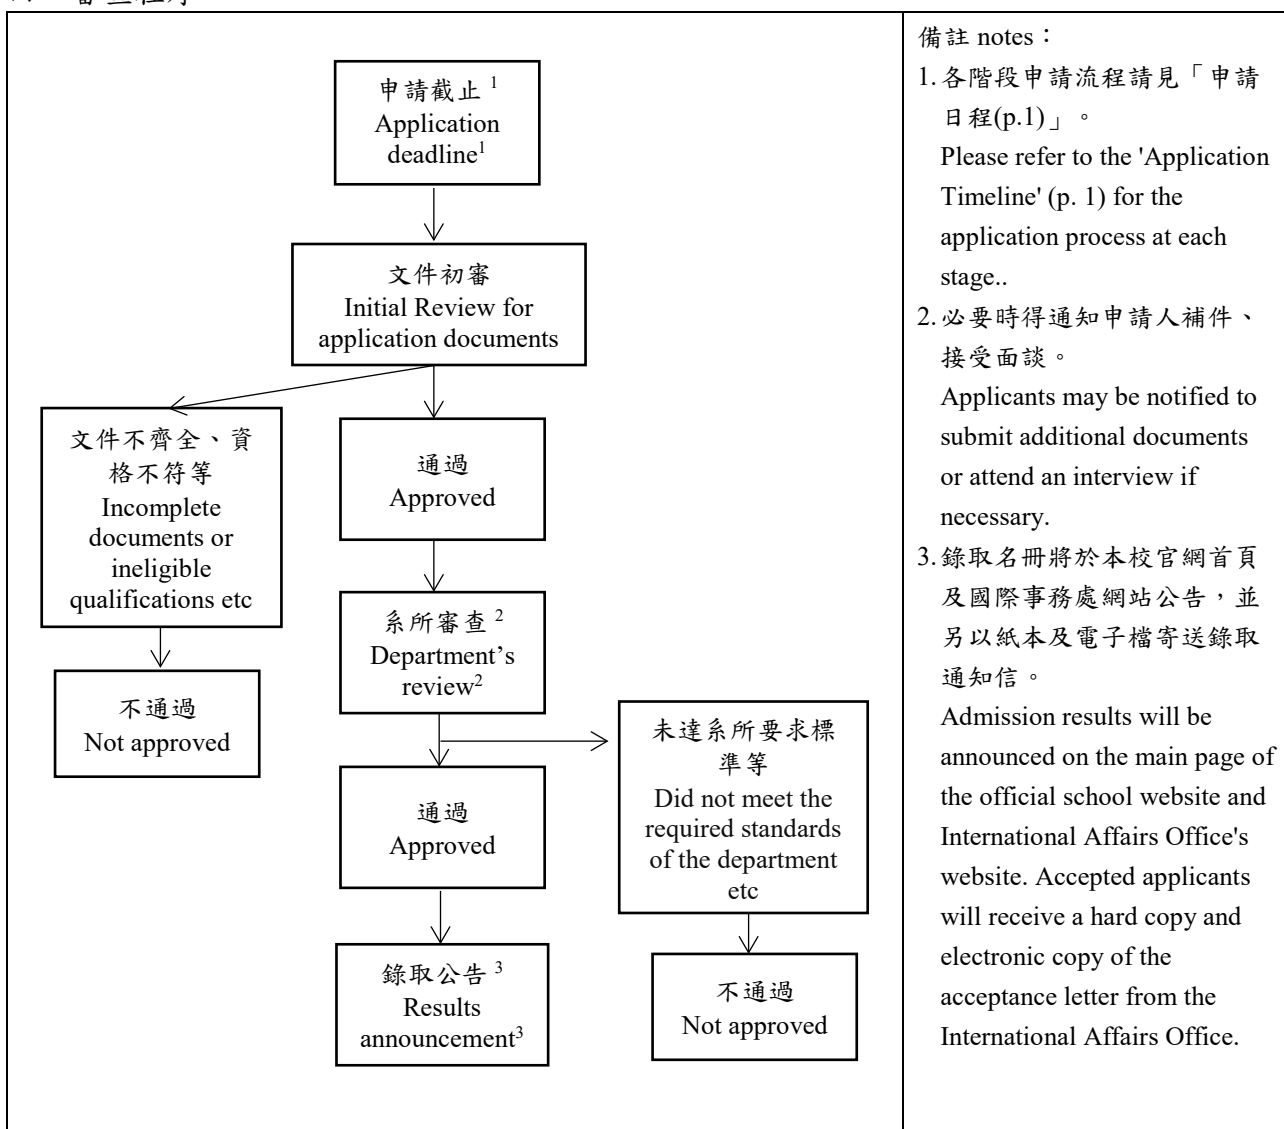 申請截止 1
Application
deadline1
文件初審
Initial Review for
application documents
文件不齊全、資
格不符等
Incomplete
documents or
ineligible
qualifications etc
不通過
Not approved
通過
Approved
系所審查 2
Department’s
review2
通過
Approved
未達系所要求標
準等
Did not meet the
required standards
of the department
etc
不通過
Not approved
錄取公告 3
Results
announcement3
備註 notes：
1. 各階段申請流程請見「申請
日程(p.1)」。
Please refer to the 'Application
Timeline' (p. 1) for the
application process at each
stage..
2. 必要時得通知申請人補件、
接受面談。
Applicants may be notified to
submit additional documents
or attend an interview if
necessary.
3. 錄取名冊將於本校官網首頁
及國際事務處網站公告，並
另以紙本及電子檔寄送錄取
通知信。
Admission results will be
announced on the main page of
the official school website and
International Affairs Office's
website. Accepted applicants
will receive a hard copy and
electronic copy of the
acceptance letter from the
International Affairs Office.